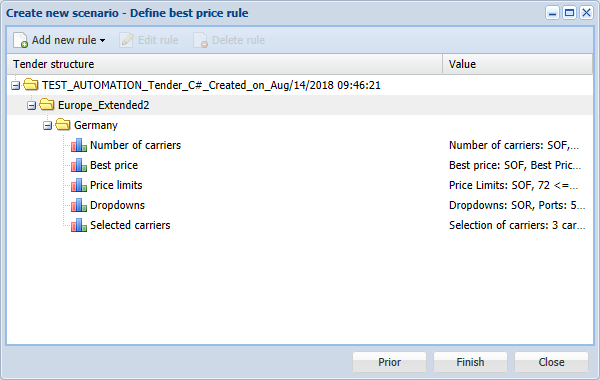 Create new scenario - Define best price rule
Add new rule Edit rule Delete rule
Tender structure Value
TEST_AUTOMATION_Tender_C#_Created_on_Aug/14/2018 09:46:21
Europe_Extended2
Germany
Number of carriers Number of carriers: SOF,...
Best price Best price: SOF, Best Pric...
Price limits Price Limits: SOF, 72 <=...
Dropdowns Dropdowns: SOR, Ports: 5...
Selected carriers Selection of carriers: 3 car...
Prior Finish Close